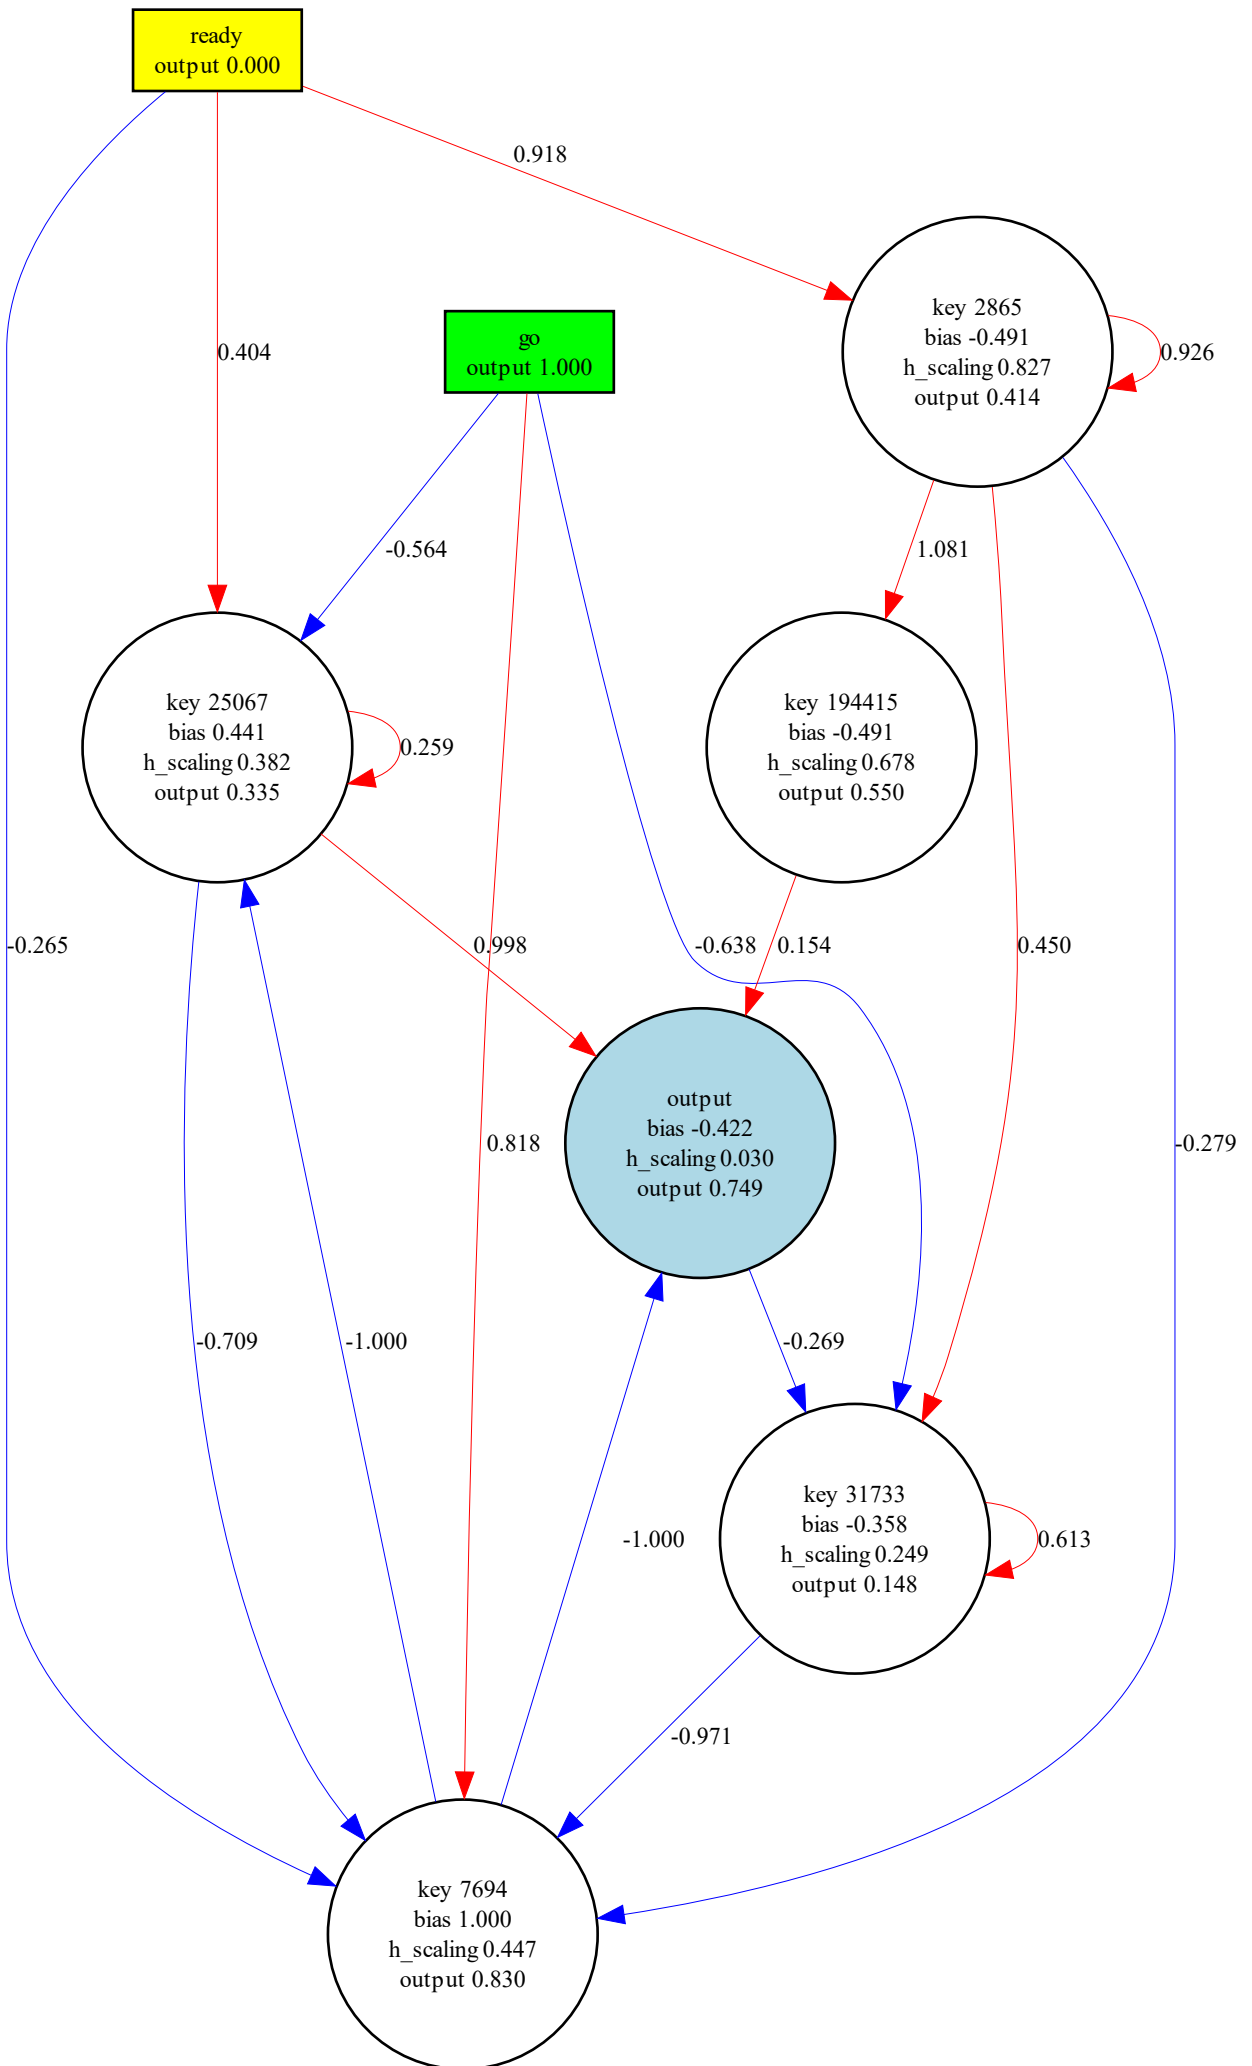 ready
output 0.000
0.918
key 2865
bias -0.491
h_scaling 0.827
output 0.414
0.926
0.404
go
output 1.000
-0.564
1.081
key 25067
bias 0.441
h_scaling 0.382
output 0.335
0.259
key 194415
bias -0.491
h_scaling 0.678
output 0.550
-0.265
0.998
-0.638
0.154
0.450
output
bias -0.422
h_scaling 0.030
output 0.749
0.818
-0.279
-0.709
-1.000
-0.269
-1.000
key 31733
bias -0.358
h_scaling 0.249
output 0.148
0.613
-0.971
key 7694
bias 1.000
h_scaling 0.447
output 0.830